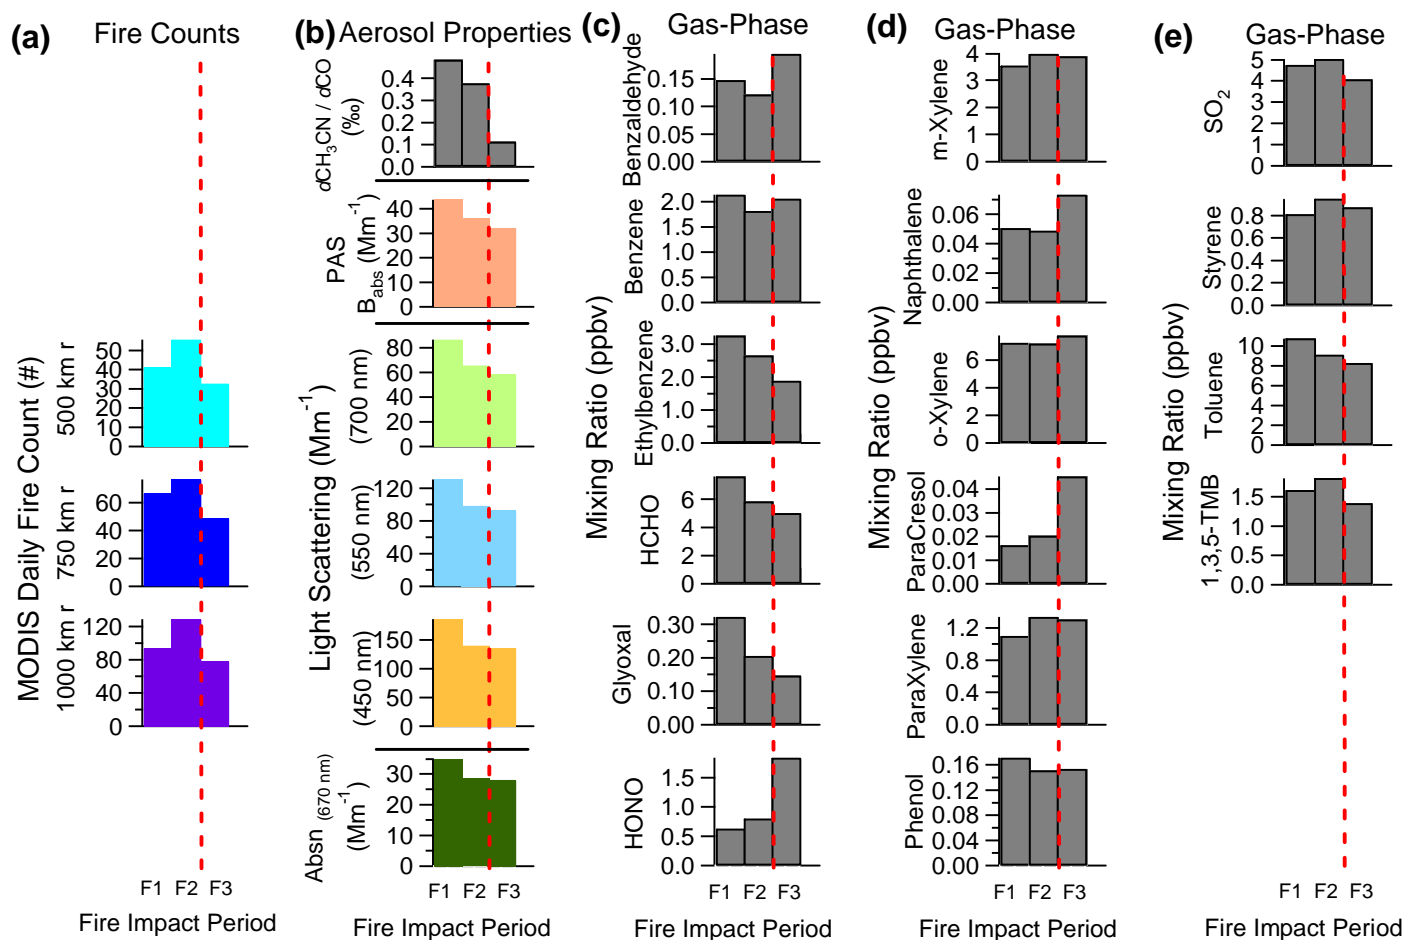 (a) Fire Counts
MODIS Daily Fire Count (#)
500 km r
50
40
30
20
10
0
750 km r
60
40
20
0
1000 km r
120
80
40
0
F1 F2 F3
Fire Impact Period
(b) Aerosol Properties
dCH3CN / dCO
(‰)
0.4
0.3
0.2
0.1
0.0
PAS
Babs (Mm-1)
40
30
20
10
0
Light Scattering (Mm-1)
(700 nm)
80
60
40
20
0
(550 nm)
120
80
40
0
(450 nm)
150
100
50
0
Absn (670 nm)
(Mm-1)
30
20
10
0
F1 F2 F3
Fire Impact Period
(c) Gas-Phase
Mixing Ratio (ppbv)
Benzaldehyde
0.15
0.10
0.05
0.00
Benzene
2.0
1.5
1.0
0.5
0.0
Ethylbenzene
3.0
2.0
1.0
0.0
HCHO
6
4
2
0
Glyoxal
0.30
0.20
0.10
0.00
HONO
1.5
1.0
0.5
0.0
F1 F2 F3
Fire Impact Period
(d) Gas-Phase
Mixing Ratio (ppbv)
m-Xylene
4
3
2
1
0
Naphthalene
0.06
0.04
0.02
0.00
o-Xylene
6
4
2
0
ParaCresol
0.04
0.03
0.02
0.01
0.00
ParaXylene
1.2
0.8
0.4
0.0
Phenol
0.16
0.12
0.08
0.04
0.00
F1 F2 F3
Fire Impact Period
(e) Gas-Phase
Mixing Ratio (ppbv)
SO2
5
4
3
2
1
0
Styrene
0.8
0.6
0.4
0.2
0.0
Toluene
10
8
6
4
2
0
1,3,5-TMB
1.5
1.0
0.5
0.0
F1 F2 F3
Fire Impact Period